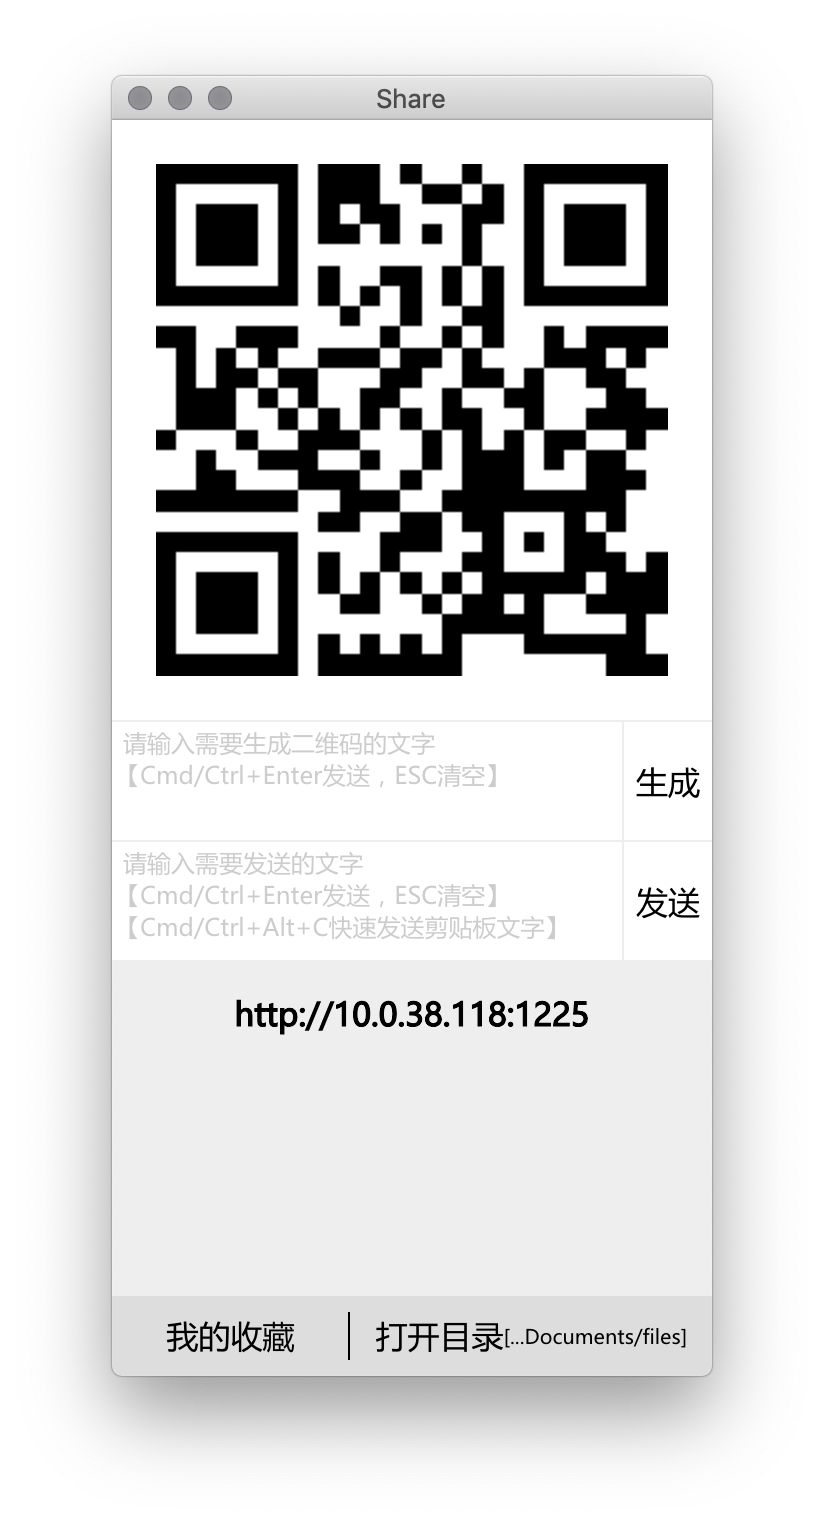 Share
请输入需要生成二维码的文字
【Cmd/Ctrl+Enter发送，ESC清空】
生成
请输入需要发送的文字
【Cmd/Ctrl+Enter发送，ESC清空】
【Cmd/Ctrl+Alt+C快速发送剪贴板文字】
发送
http://10.0.38.118:1225
我的收藏
打开目录[...Documents/files]